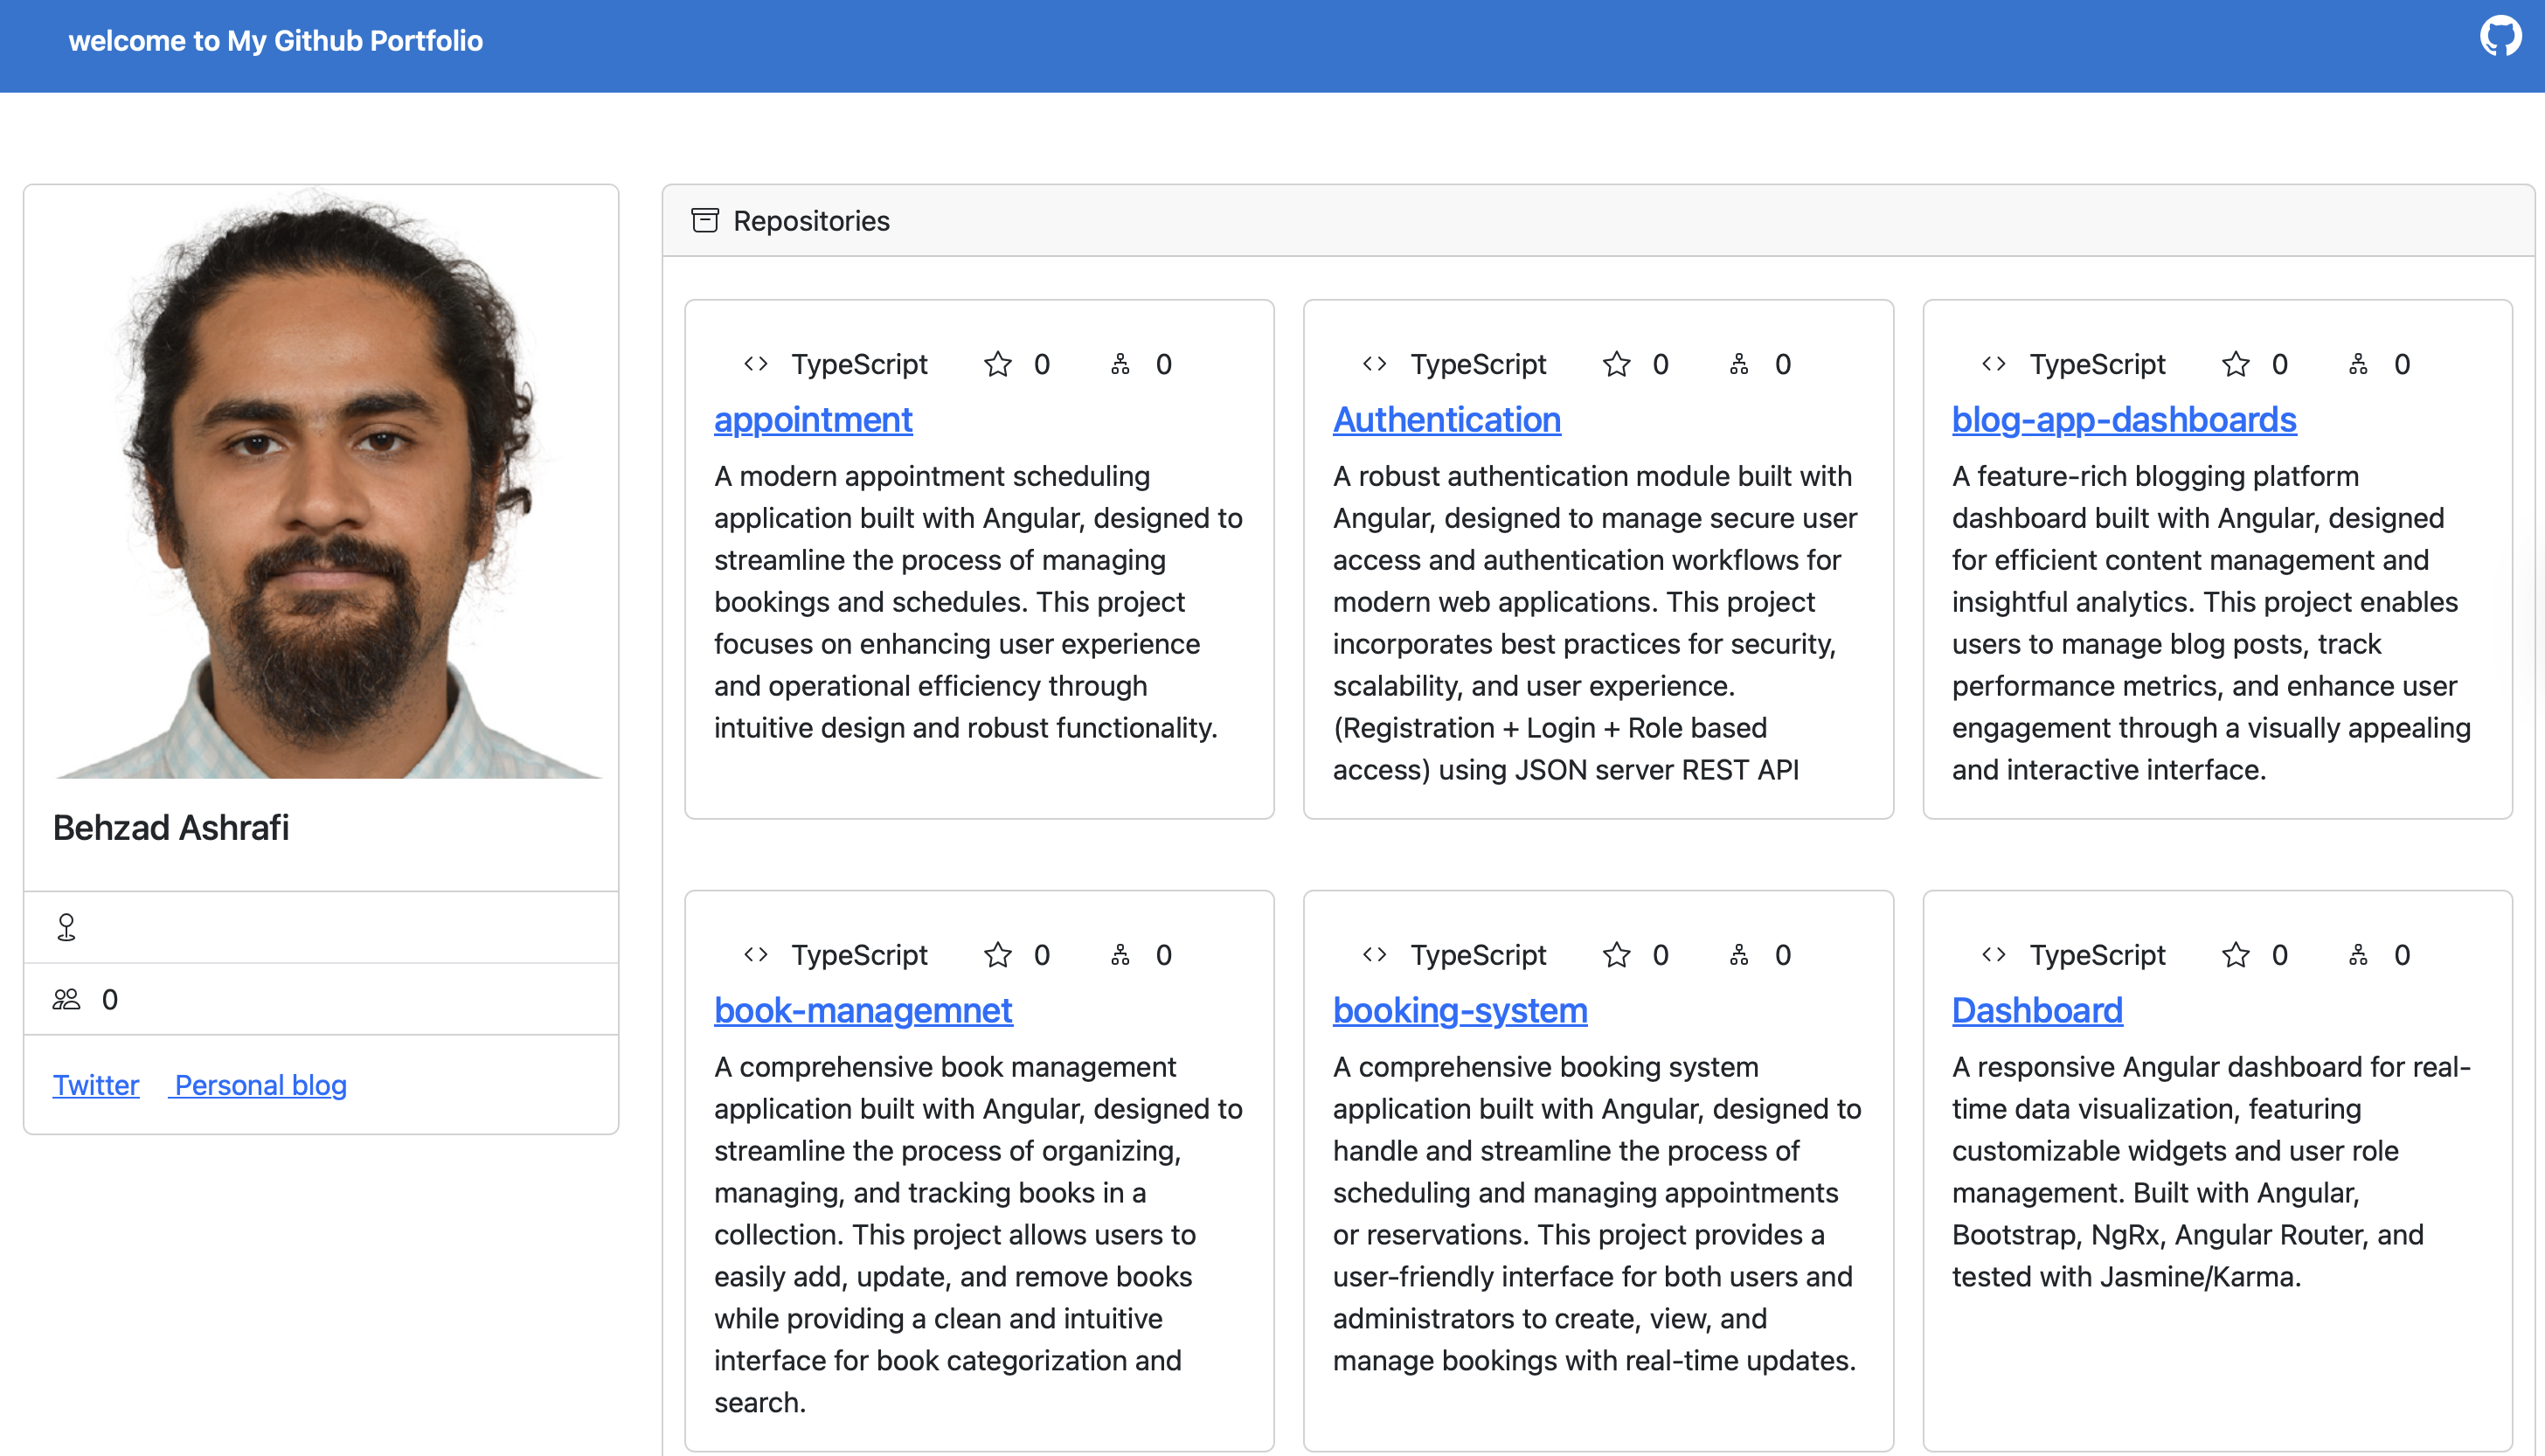 welcome to My Github Portfolio
Behzad Ashrafi
0
Twitter Personal blog
Repositories
TypeScript 0 0
appointment
A modern appointment scheduling
application built with Angular, designed to
streamline the process of managing
bookings and schedules. This project
focuses on enhancing user experience
and operational efficiency through
intuitive design and robust functionality.
TypeScript 0 0
Authentication
A robust authentication module built with
Angular, designed to manage secure user
access and authentication workflows for
modern web applications. This project
incorporates best practices for security,
scalability, and user experience.
(Registration + Login + Role based
access) using JSON server REST API
TypeScript 0 0
blog-app-dashboards
A feature-rich blogging platform
dashboard built with Angular, designed
for efficient content management and
insightful analytics. This project enables
users to manage blog posts, track
performance metrics, and enhance user
engagement through a visually appealing
and interactive interface.
TypeScript 0 0
book-managemnet
A comprehensive book management
application built with Angular, designed to
streamline the process of organizing,
managing, and tracking books in a
collection. This project allows users to
easily add, update, and remove books
while providing a clean and intuitive
interface for book categorization and
search.
TypeScript 0 0
booking-system
A comprehensive booking system
application built with Angular, designed to
handle and streamline the process of
scheduling and managing appointments
or reservations. This project provides a
user-friendly interface for both users and
administrators to create, view, and
manage bookings with real-time updates.
TypeScript 0 0
Dashboard
A responsive Angular dashboard for real-
time data visualization, featuring
customizable widgets and user role
management. Built with Angular,
Bootstrap, NgRx, Angular Router, and
tested with Jasmine/Karma.